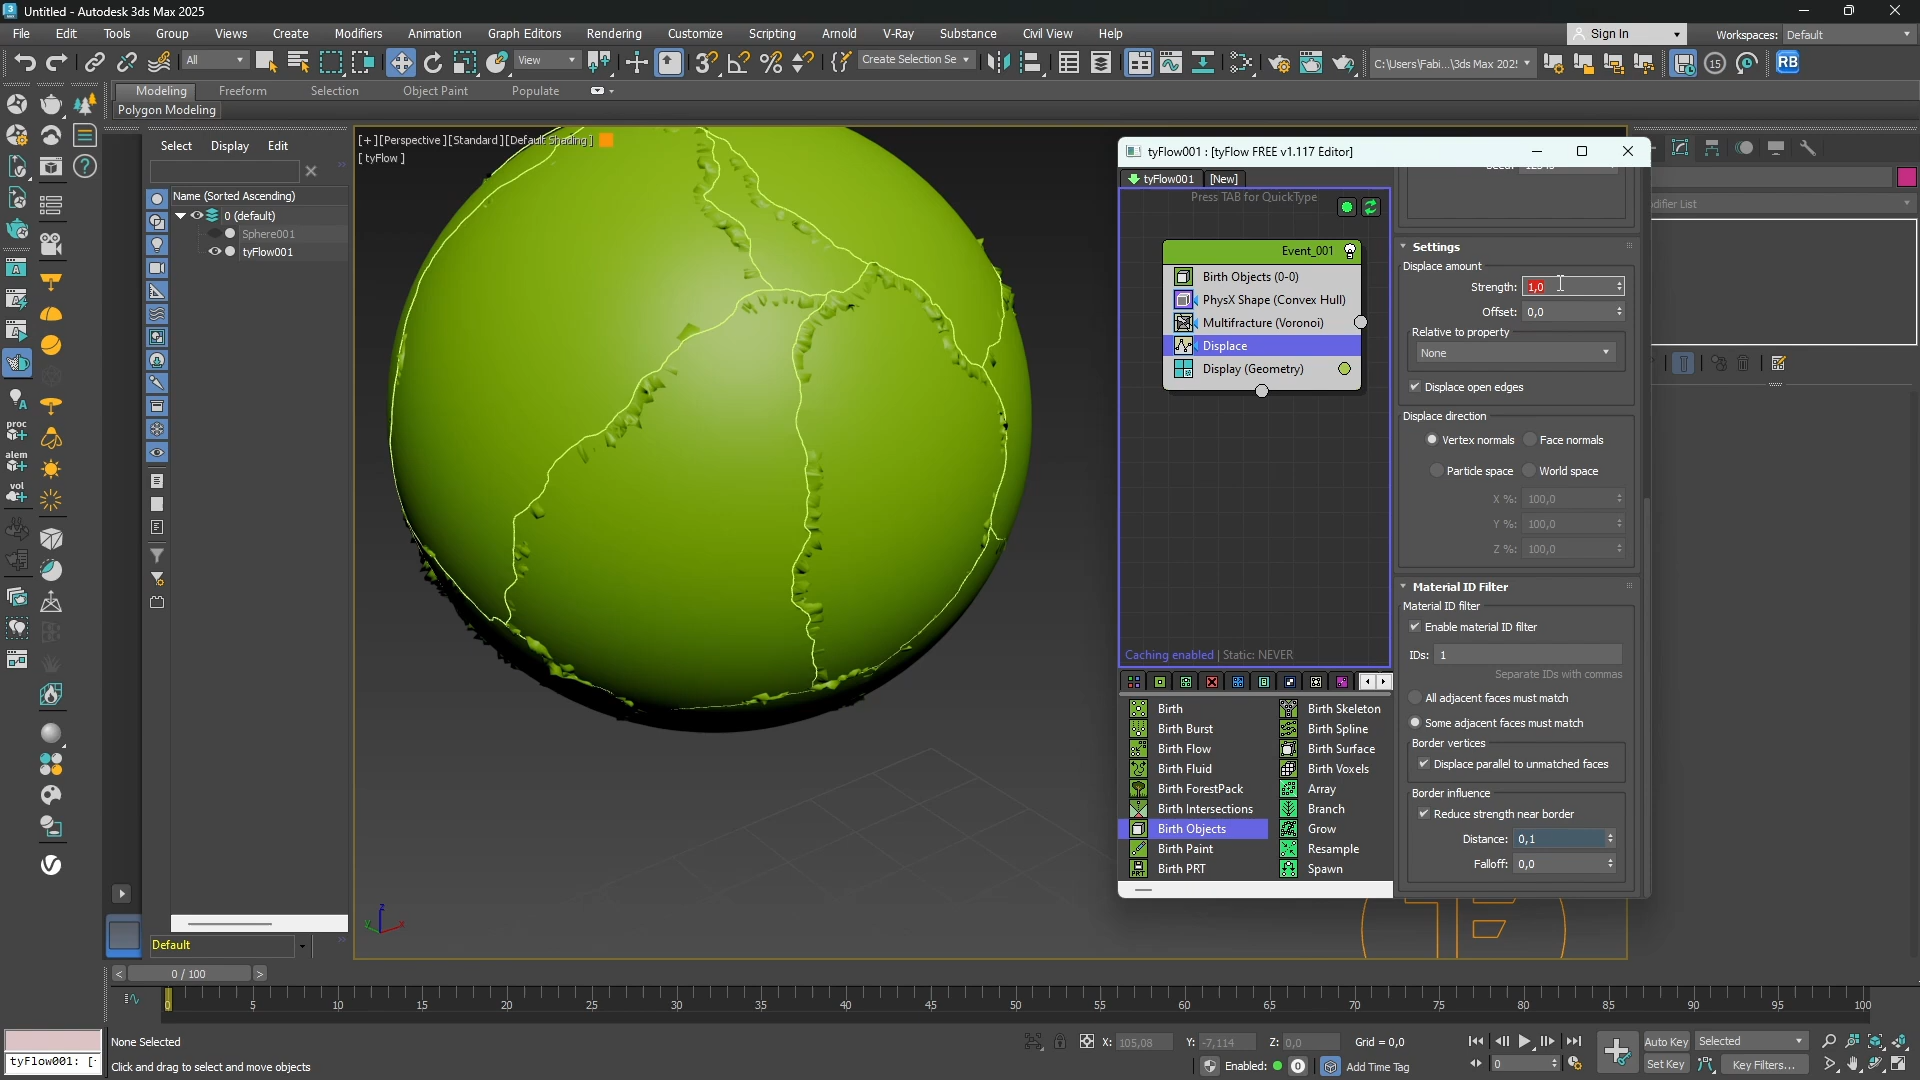 Untitled - Autodesk 3ds Max 2025
File Edit Tools Group Views Create Modifiers Animation Graph Editors Rendering Customize Scripting Arnold V-Ray Substance Civil View Help
Sign In
Workspaces: Default
All
View
Create Selection Se
C:\Users\Fabi...\3ds Max 202!
15
RB
Modeling Freeform Selection Object Paint Populate
Polygon Modeling
Select Display Edit
Name (Sorted Ascending)
0 (default)
Sphere001
tyFlow001
proc
alem
vol
Default
[+][Perspective][Standard][Default Shading]
[ tyFlow ]
tyFlow001 : [tyFlow FREE v1.117 Editor]
tyFlow001 [New]
Press TAB for QuickType
Event_001
Birth Objects (0-0)
PhysX Shape (Convex Hull)
Multifracture (Voronoi)
Displace
Display (Geometry)
Caching enabled | Static: NEVER
Birth Birth Skeleton
Birth Burst Birth Spline
Birth Flow Birth Surface
Birth Fluid Birth Voxels
Birth ForestPack Array
Birth Intersections Branch
Birth Objects Grow
Birth Paint Resample
Birth PRT Spawn
Settings
Displace amount
Strength: 1,0
Offset: 0,0
Relative to property
None
Displace open edges
Displace direction
Vertex normals Face normals
Particle space World space
X %: 100,0
Y %: 100,0
Z %: 100,0
Material ID Filter
Material ID filter
Enable material ID filter
IDs: 1
Separate IDs with commas
All adjacent faces must match
Some adjacent faces must match
Border vertices
Displace parallel to unmatched faces
Border influence
Reduce strength near border
Distance: 0,1
Falloff: 0,0
difier List
0 / 100
0 5 10 15 20 25 30 35 40 45 50 55 60 65 70 75 80 85 90 95 100
tyFlow001: [
None Selected
Click and drag to select and move objects
X: 105,08 Y: -7,114 Z: 0,0 Grid = 0,0
Enabled: 0 Add Time Tag
0
Auto Key Selected
Set Key Key Filters...